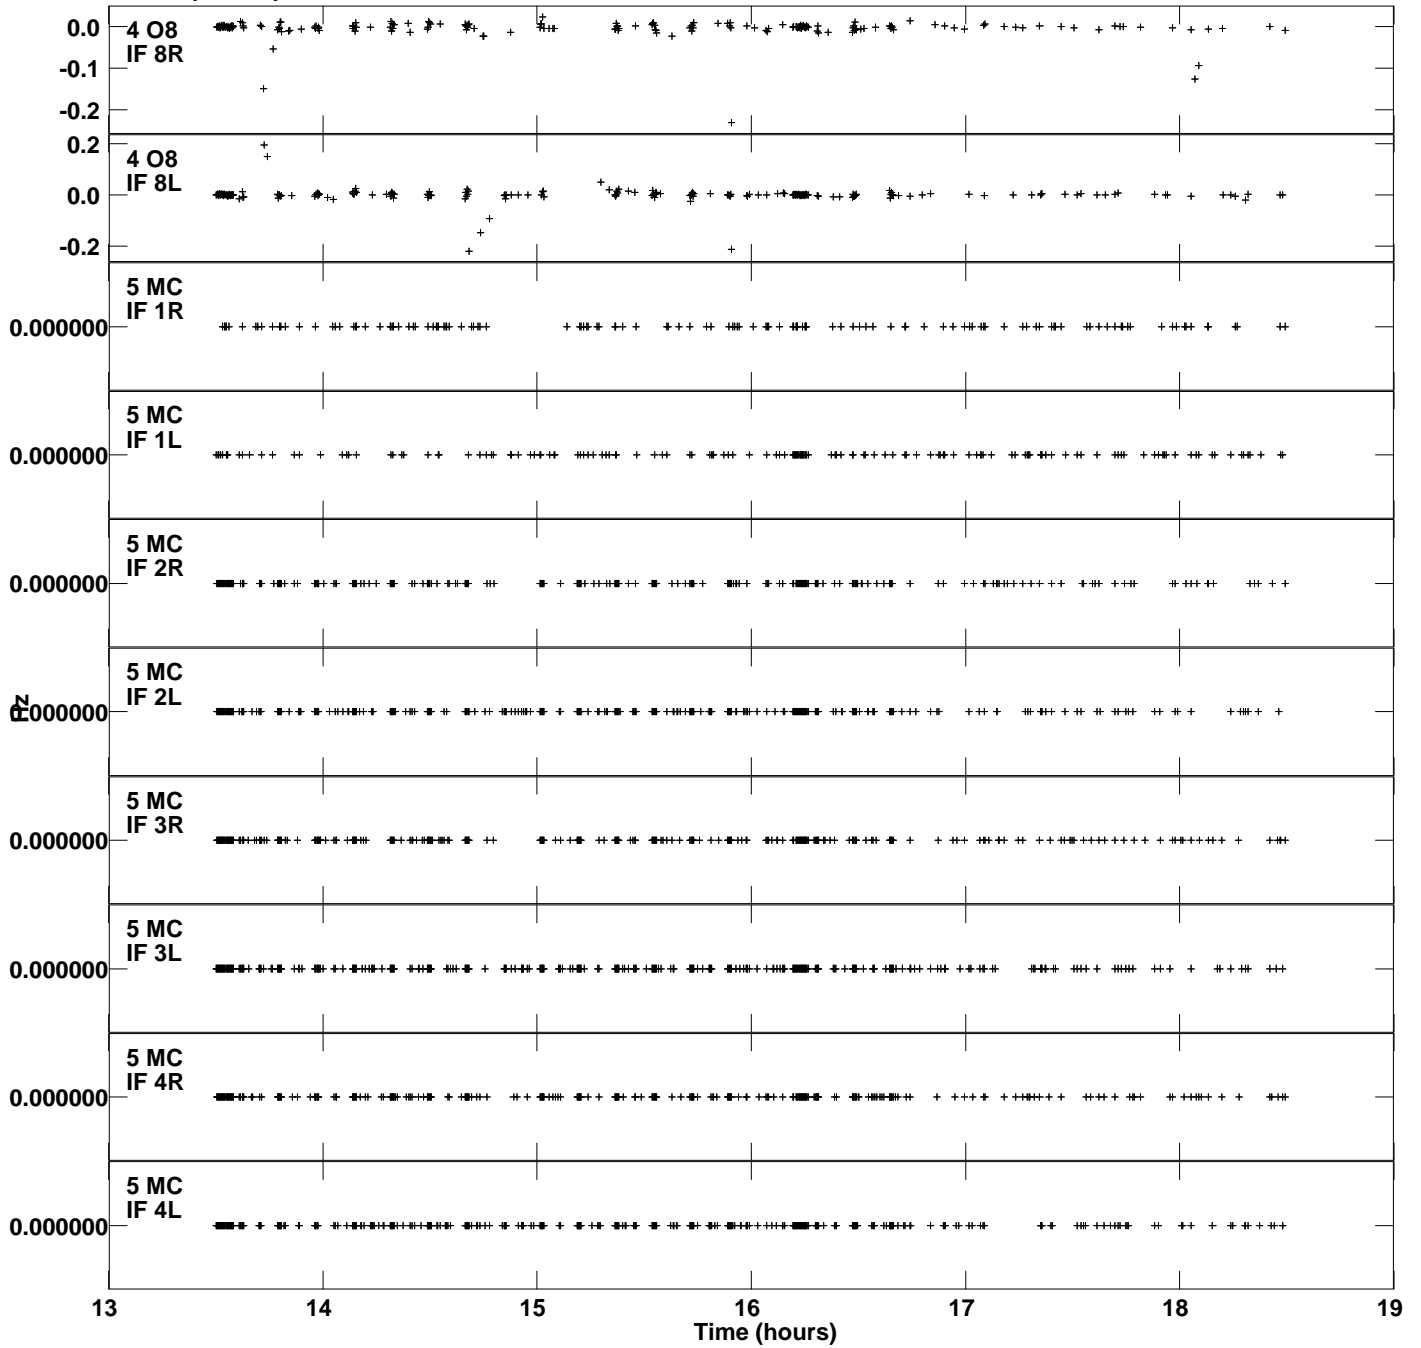 0.0
-0.1
-0.2
4 O8
IF 8R
0.2
0.0
-0.2
4 O8
IF 8L
5 MC
IF 1R
0.000000
5 MC
IF 1L
0.000000
5 MC
IF 2R
0.000000
5 MC
IF 2L
Hz
0.000000
5 MC
IF 3R
0.000000
5 MC
IF 3L
0.000000
5 MC
IF 4R
0.000000
5 MC
IF 4L
0.000000
13 14 15 16 17 18 19
Time (hours)